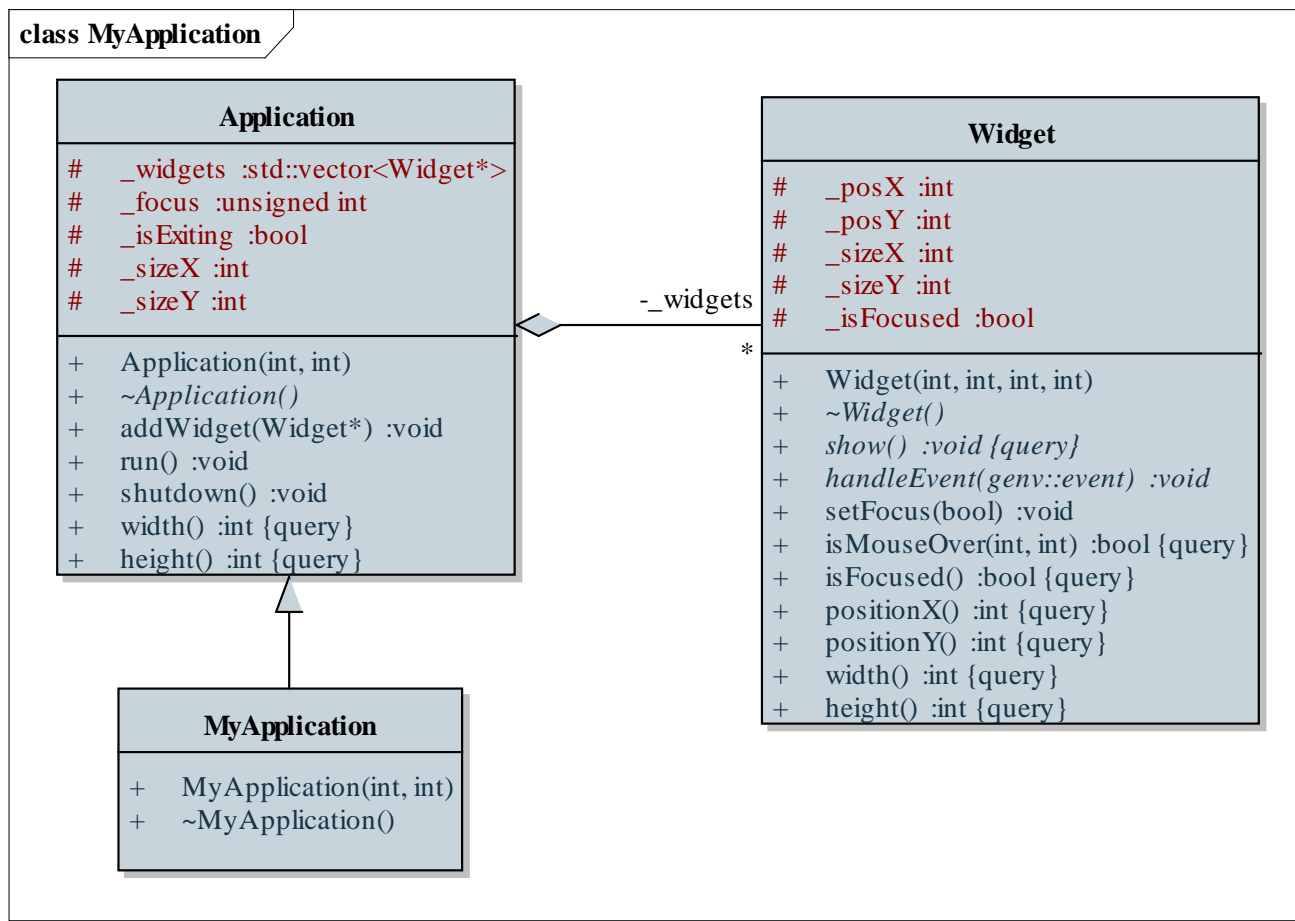 class MyApplication
Application
# _widgets :std::vector<Widget*>
# _focus :unsigned int
# _isExiting :bool
# _sizeX :int
# _sizeY :int
+ Application(int, int)
+ ~Application()
+ addWidget(Widget*) :void
+ run() :void
+ shutdown() :void
+ width() :int {query}
+ height() :int {query}
-_widgets
*
Widget
# _posX :int
# _posY :int
# _sizeX :int
# _sizeY :int
# _isFocused :bool
+ Widget(int, int, int, int)
+ ~Widget()
+ show() :void {query}
+ handleEvent(genv::event) :void
+ setFocus(bool) :void
+ isMouseOver(int, int) :bool {query}
+ isFocused() :bool {query}
+ positionX() :int {query}
+ positionY() :int {query}
+ width() :int {query}
+ height() :int {query}
MyApplication
+ MyApplication(int, int)
+ ~MyApplication()